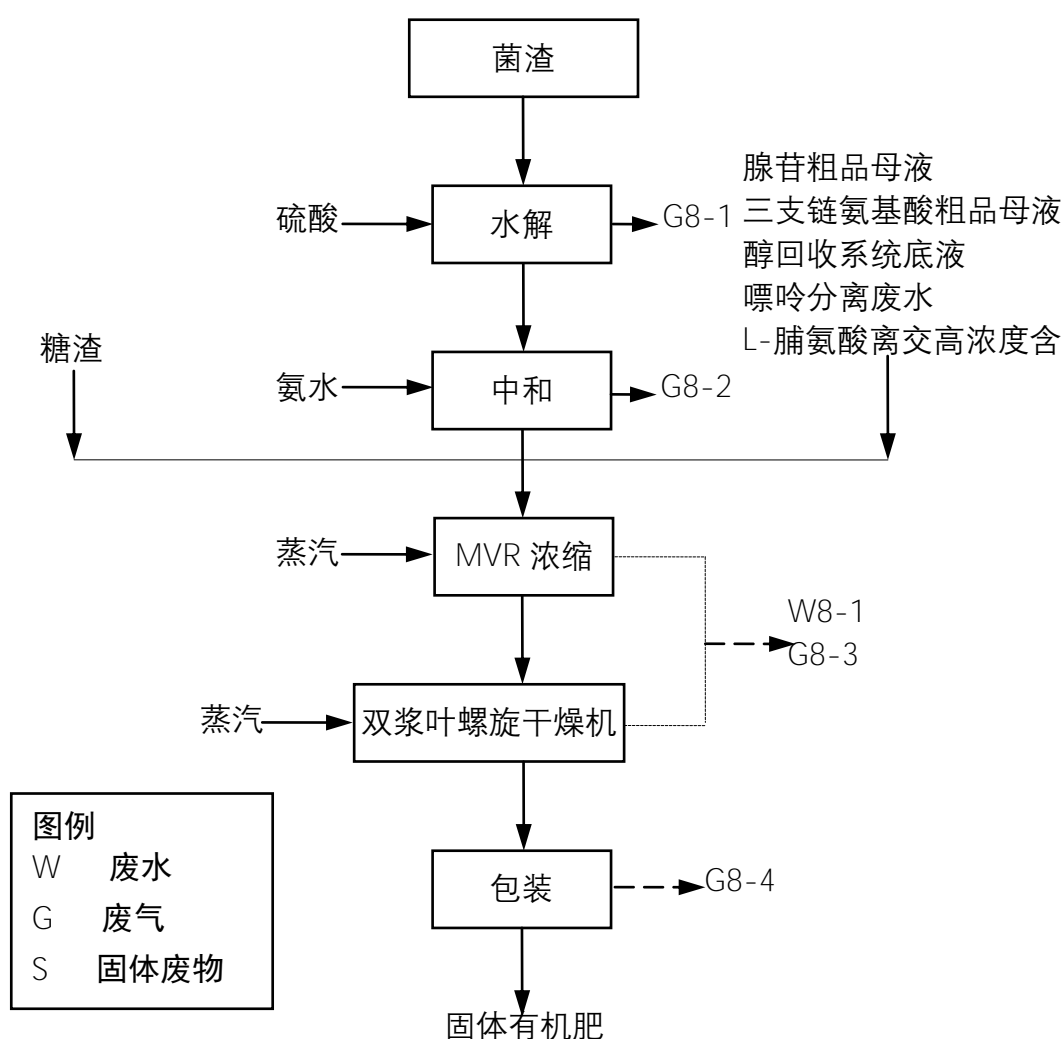 菌渣
腺苷粗品母液
三支链氨基酸粗品母液
醇回收系统底液
嘌呤分离废水
L-脯氨酸离交高浓度含
硫酸
水解
G8-1
糖渣
氨水
中和
G8-2
蒸汽
MVR 浓缩
W8-1
G8-3
蒸汽
双浆叶螺旋干燥机
图例
W 废水
G 废气
S 固体废物
包装
G8-4
固体有机肥